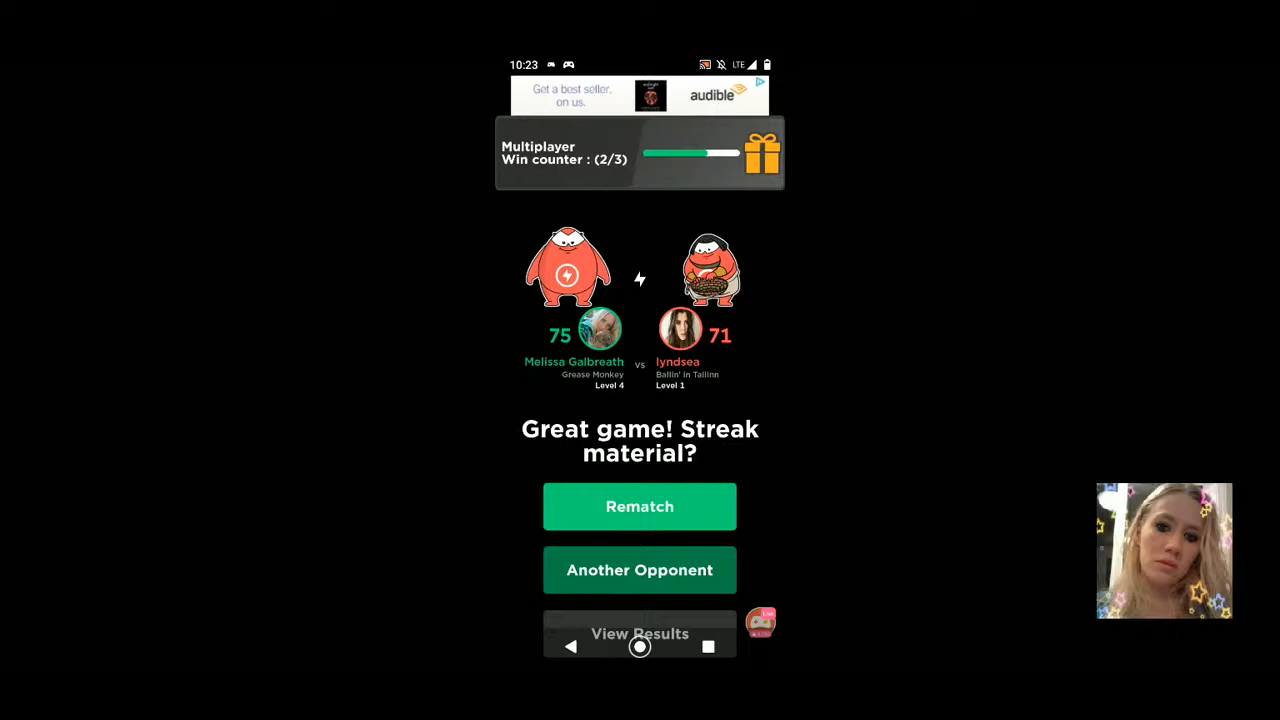 10:23
LTE
Get a best seller,
on us.
audible
Multiplayer
Win counter : (2/3)
75
71
Melissa Galbreath
vs
lyndsea
Grease Monkey
Ballin' in Tallinn
Level 4
Level 1
Great game! Streak
material?
Rematch
Another Opponent
View Results
Live